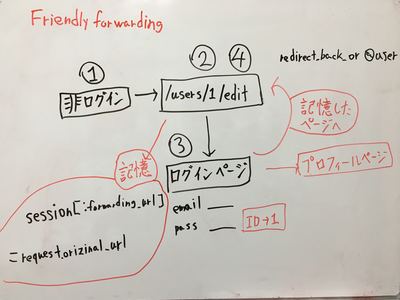 Friendly forwarding
① ② ④
redirect_back_or @user
非ログイン
/users/1/edit
記憶した
ページへ
③
記憶
ログインページ
プロフィールページ
session[:forwarding_url]
email
pass
ID→1
= request.orizinal_url